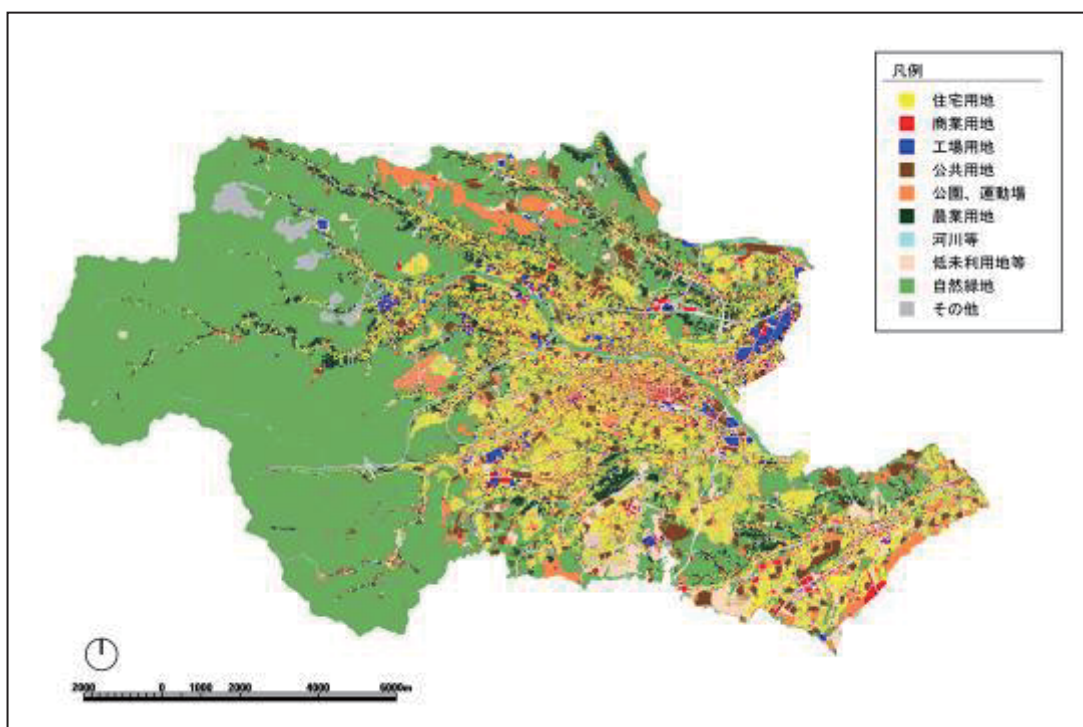 凡例
住宅用地
商業用地
工場用地
公共用地
公園、運動場
農業用地
河川等
低未利用地等
自然緑地
その他
2000 0 1000 2000 4000 6000m